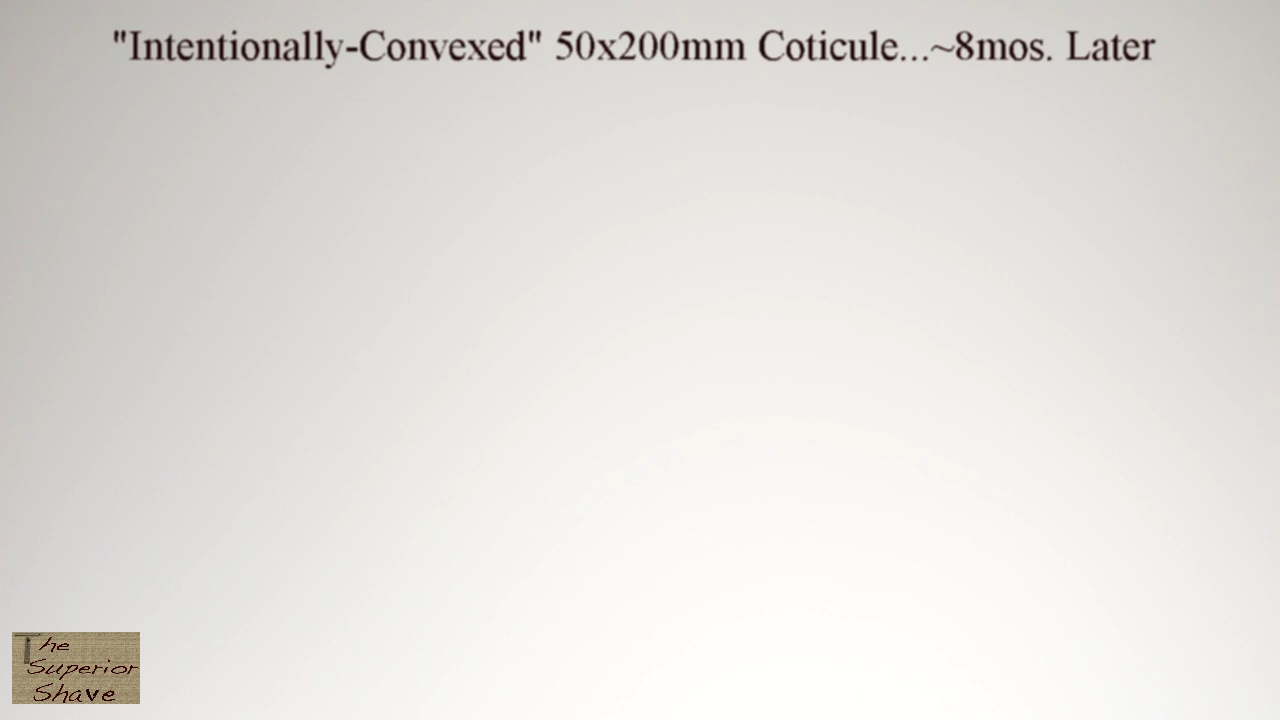 "Intentionally-Convexed" 50x200mm Coticule...~8mos. Later
The
Superior
Shave